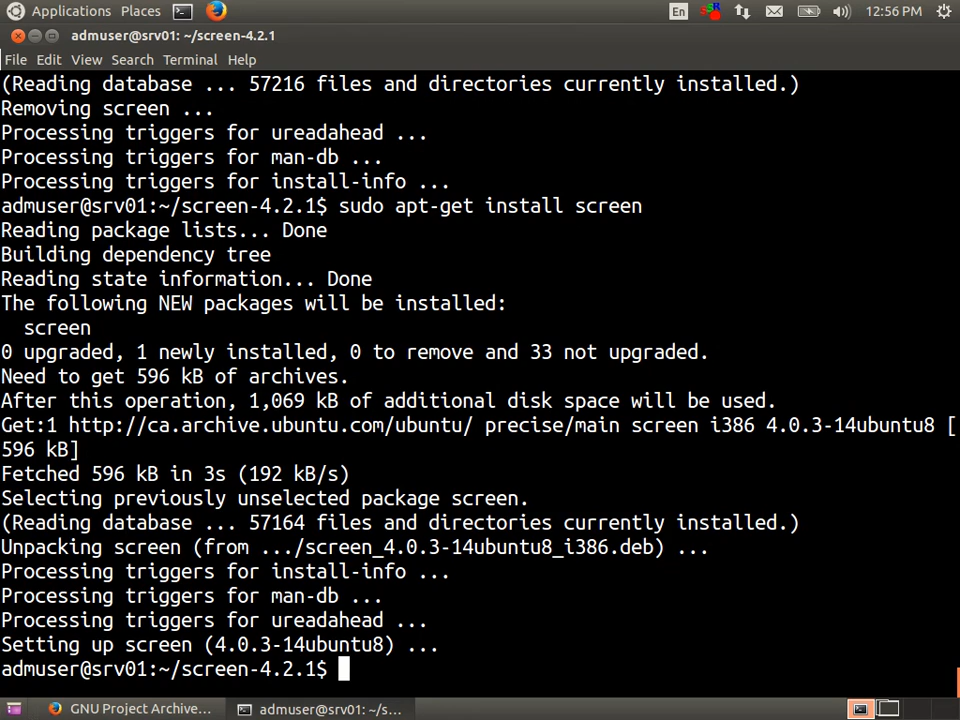 Applications Places En 12:56 PM
admuser@srv01: ~/screen-4.2.1
File Edit View Search Terminal Help
(Reading database ... 57216 files and directories currently installed.)
Removing screen ...
Processing triggers for ureadahead ...
Processing triggers for man-db ...
Processing triggers for install-info ...
admuser@srv01:~/screen-4.2.1$ sudo apt-get install screen
Reading package lists... Done
Building dependency tree
Reading state information... Done
The following NEW packages will be installed:
  screen
0 upgraded, 1 newly installed, 0 to remove and 33 not upgraded.
Need to get 596 kB of archives.
After this operation, 1,069 kB of additional disk space will be used.
Get:1 http://ca.archive.ubuntu.com/ubuntu/ precise/main screen i386 4.0.3-14ubuntu8 [
596 kB]
Fetched 596 kB in 3s (192 kB/s)
Selecting previously unselected package screen.
(Reading database ... 57164 files and directories currently installed.)
Unpacking screen (from .../screen_4.0.3-14ubuntu8_i386.deb) ...
Processing triggers for install-info ...
Processing triggers for man-db ...
Processing triggers for ureadahead ...
Setting up screen (4.0.3-14ubuntu8) ...
admuser@srv01:~/screen-4.2.1$
GNU Project Archive... admuser@srv01: ~/s...